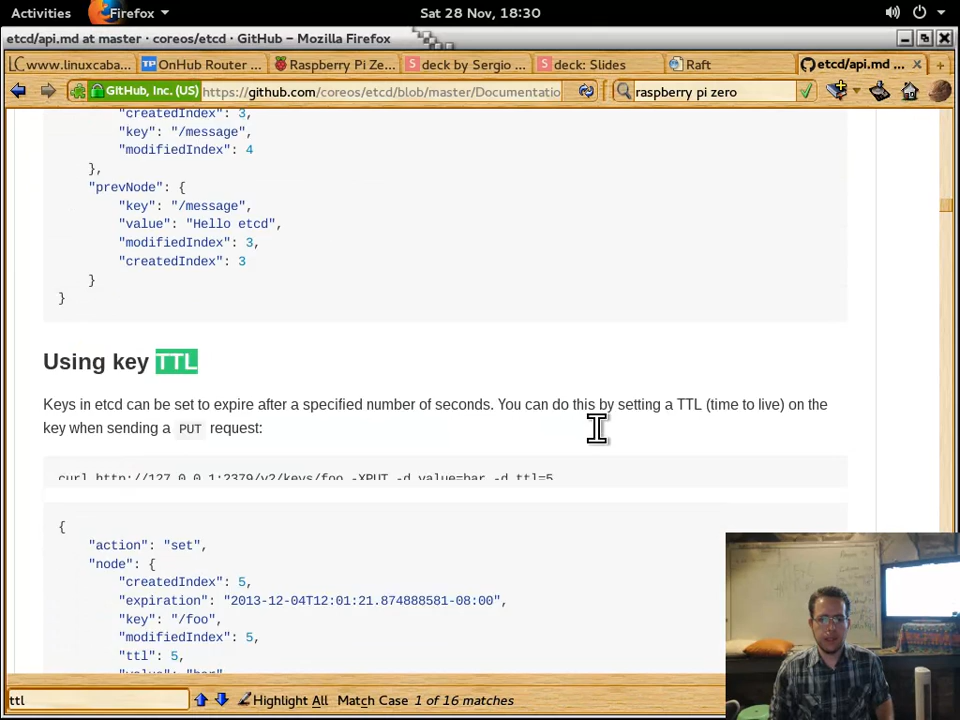 Activities Firefox Sat 28 Nov, 18:30
etcd/api.md at master · coreos/etcd · GitHub - Mozilla Firefox
www.linuxcaba... OnHub Router ... Raspberry Pi Ze... deck by Sergio ... deck: Slides Raft etcd/api.md ...
GitHub, Inc. (US) https://github.com/coreos/etcd/blob/master/Documentatio raspberry pi zero
"createdIndex": 3,
"key": "/message",
"modifiedIndex": 4
},
"prevNode": {
"key": "/message",
"value": "Hello etcd",
"modifiedIndex": 3,
"createdIndex": 3
}
}
Using key TTL
Keys in etcd can be set to expire after a specified number of seconds. You can do this by setting a TTL (time to live) on the
key when sending a PUT request:
curl http://127.0.0.1:2379/v2/keys/foo -XPUT -d value=bar -d ttl=5
{
"action": "set",
"node": {
"createdIndex": 5,
"expiration": "2013-12-04T12:01:21.874888581-08:00",
"key": "/foo",
"modifiedIndex": 5,
"ttl": 5,
"value": "bar"
ttl Highlight All Match Case 1 of 16 matches